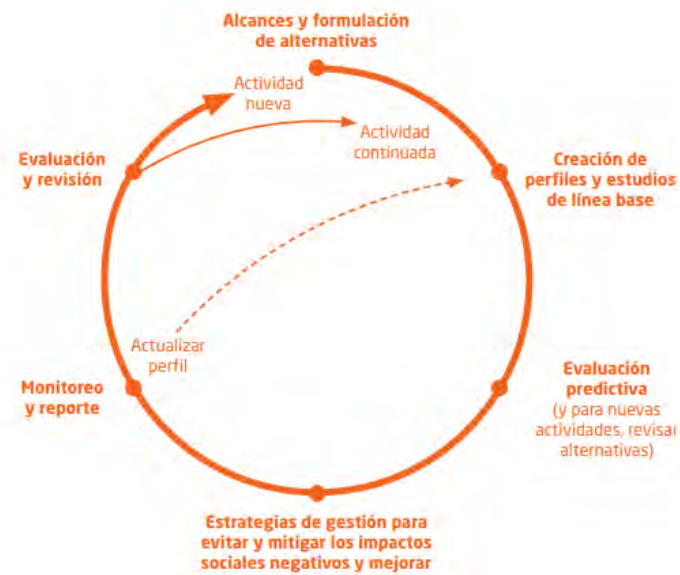 Alcances y formulación
de alternativas
Actividad
nueva
Actividad
continuada
Evaluación
y revisión
Creación de
perfiles y estudios
de línea base
Actualizar
perfil
Monitoreo
y reporte
Evaluación
predictiva
(y para nuevas
actividades, revisar
alternativas)
Estrategias de gestión para
evitar y mitigar los impactos
sociales negativos y mejorar